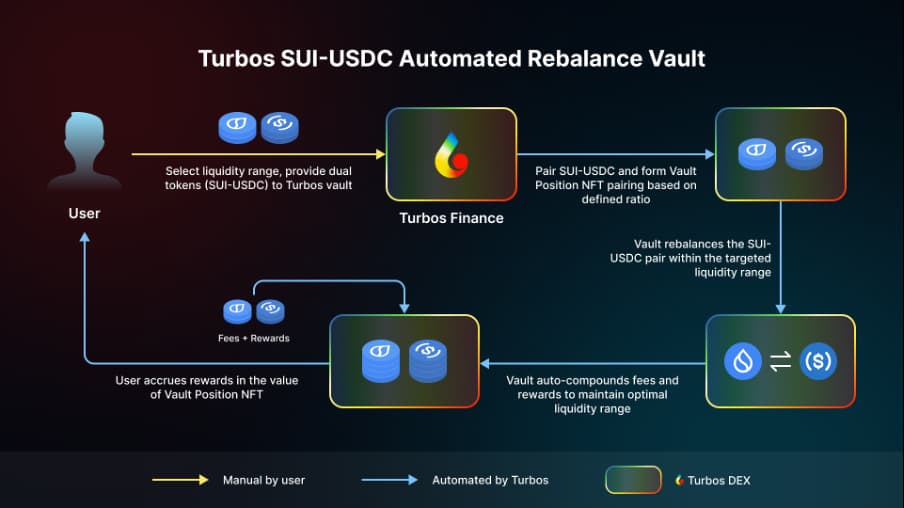 Turbos SUI-USDC Automated Rebalance Vault
Select liquidity range, provide dual
tokens (SUI-USDC) to Turbos vault
User
Turbos Finance
Pair SUI-USDC and form Vault
Position NFT pairing based on
defined ratio
Vault rebalances the SUI-
USDC pair within the targeted
liquidity range
Vault auto-compounds fees and
rewards to maintain optimal
liquidity range
Fees + Rewards
User accrues rewards in the value
of Vault Position NFT
Manual by user
Automated by Turbos
Turbos DEX